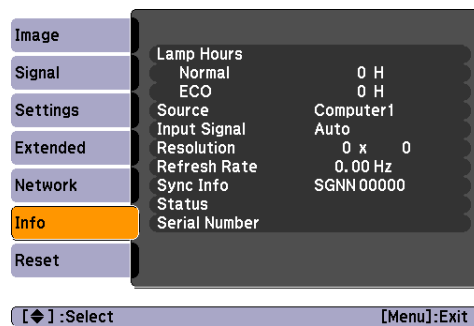 Image
Signal
Settings
Extended
Network
Info
Reset
Lamp Hours
Normal 0 H
ECO 0 H
Source Computer1
Input Signal Auto
Resolution 0 x 0
Refresh Rate 0.00 Hz
Sync Info SGNN 00000
Status
Serial Number
[◆] :Select [Menu]:Exit